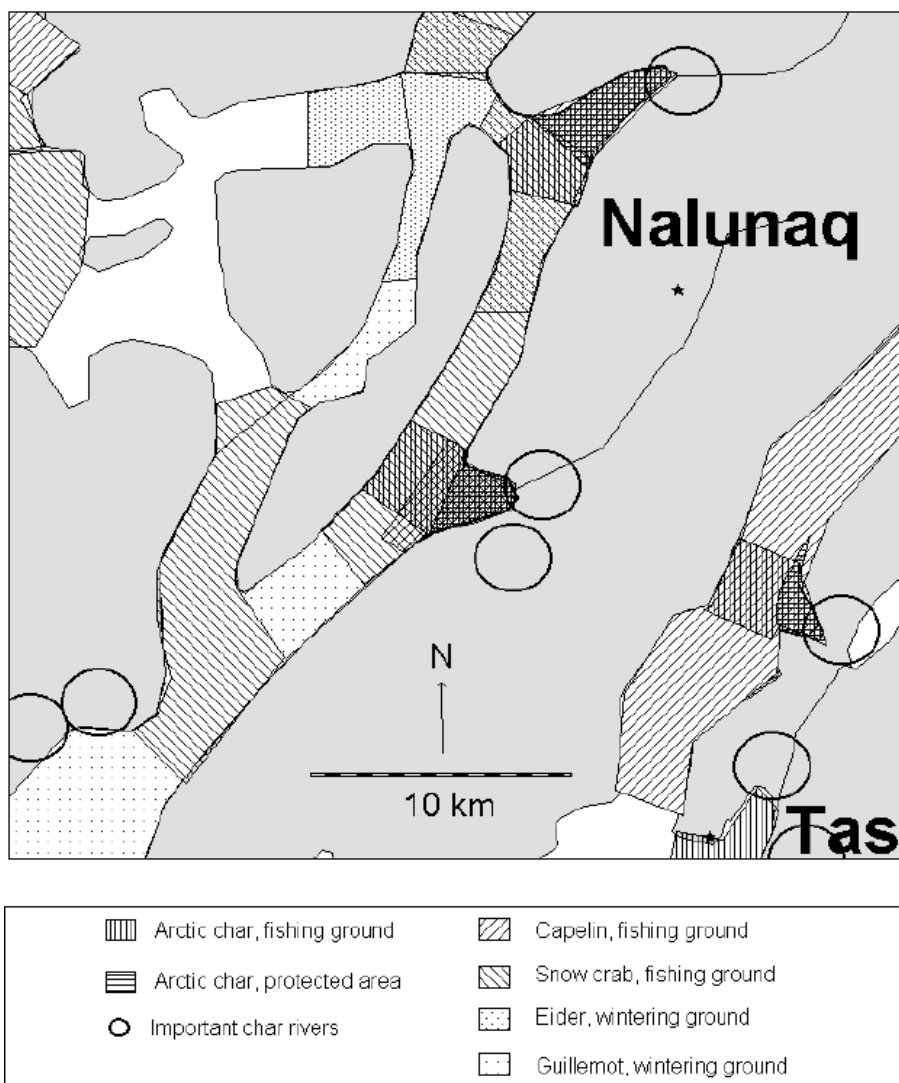 Nalunaq
N
10 km
Tas
Arctic char, fishing ground
Arctic char, protected area
Important char rivers
Capelin, fishing ground
Snow crab, fishing ground
Eider, wintering ground
Guillemot, wintering ground